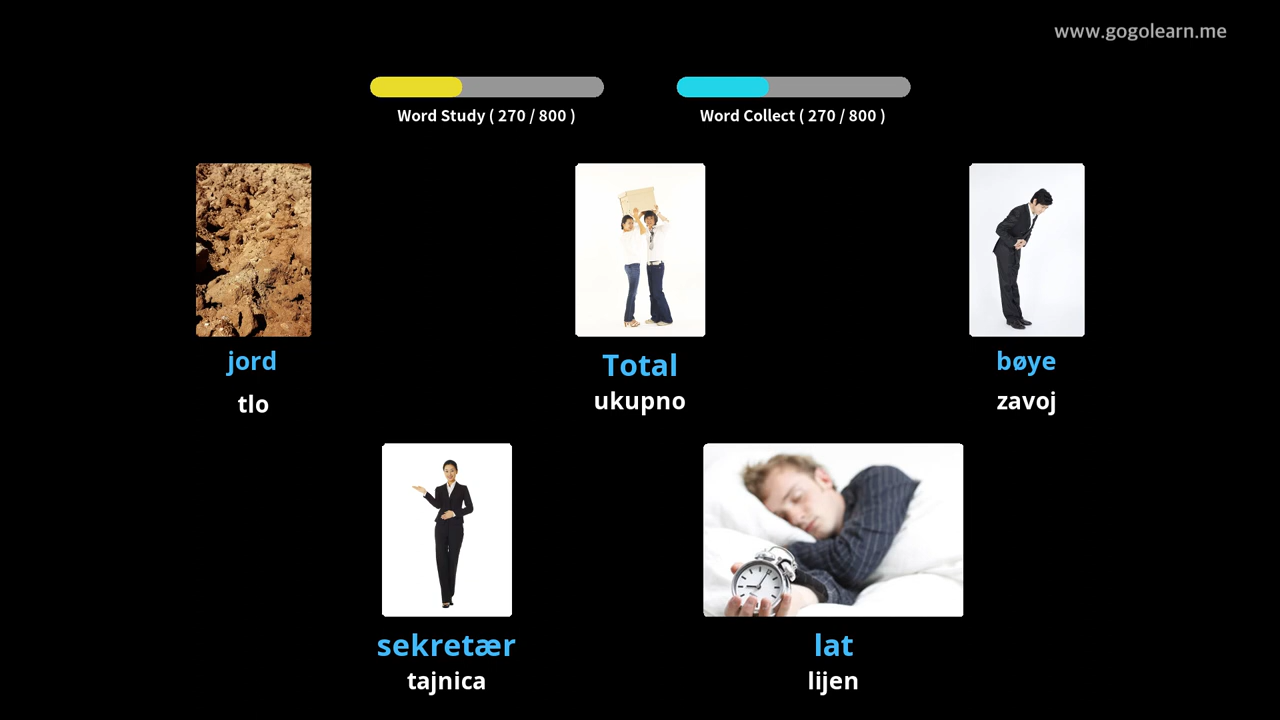 www.gogolearn.me
Word Study ( 270 / 800 )
Word Collect ( 270 / 800 )
jord
tlo
Total
ukupno
bøye
zavoj
sekretær
tajnica
lat
lijen